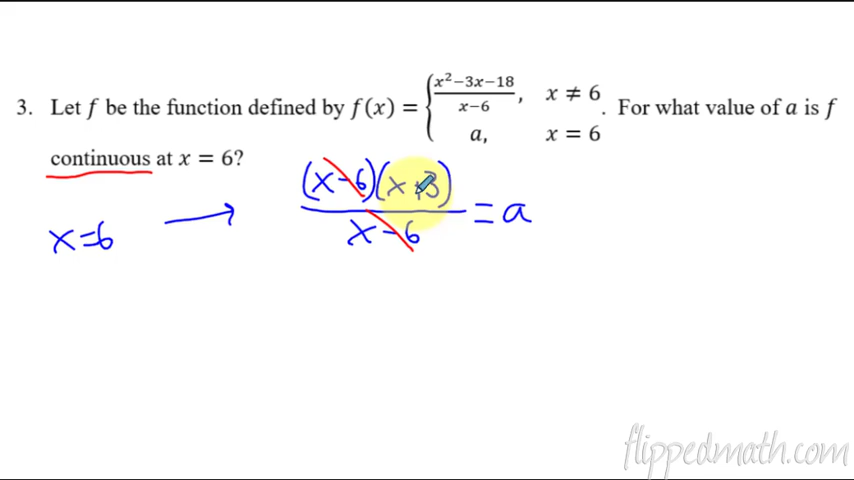 3. Let f be the function defined by f(x) = { x²−3x−18 / x−6, x ≠ 6 . For what value of a is f
a, x = 6
continuous at x = 6?
(x−6)(x+3)
x=6 → x−6 = a
flippedmath.com